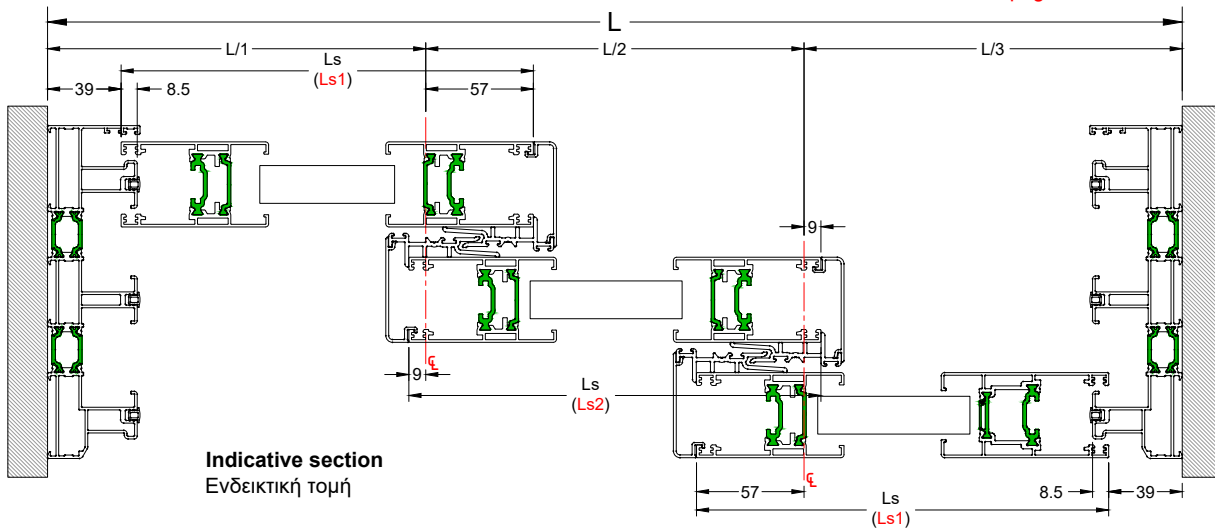 L
L/1
L/2
L/3
Ls
(Ls1)
39
8.5
57
9
9
Ls
(Ls2)
Indicative section
Ενδεικτική τομή
57
8.5
39
Ls
(Ls1)